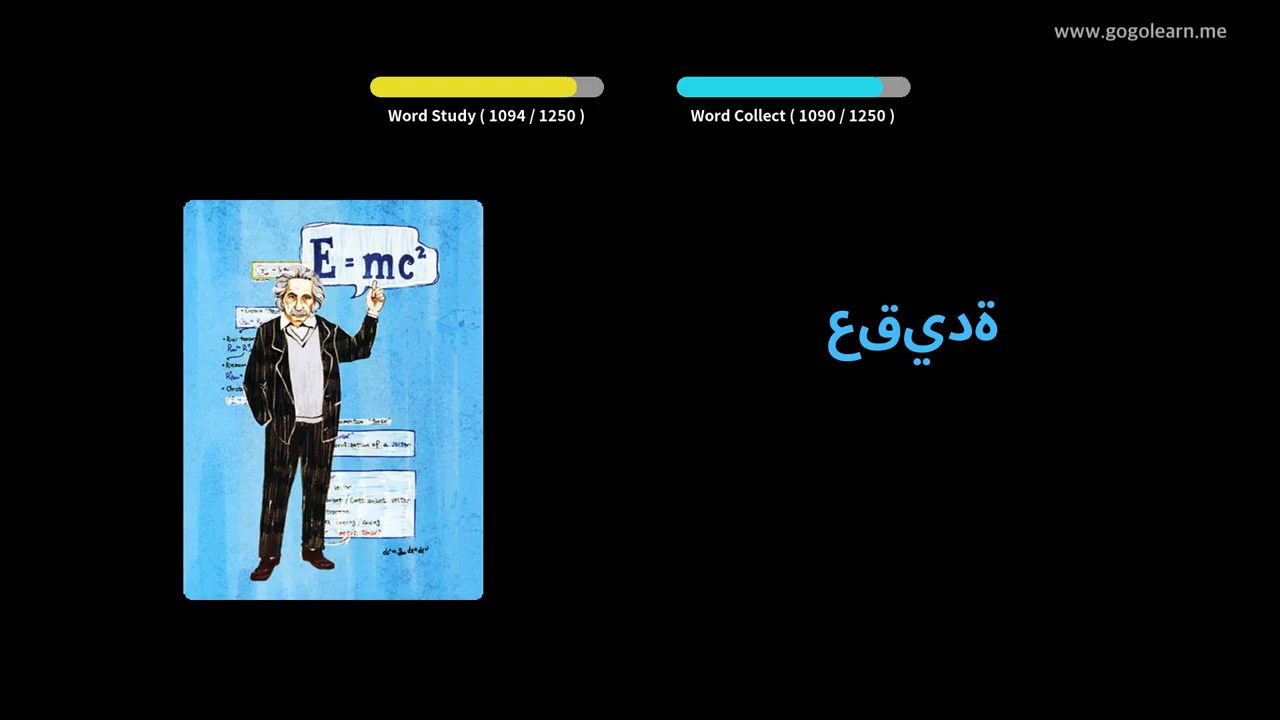 www.gogolearn.me
Word Study ( 1094 / 1250 )
Word Collect ( 1090 / 1250 )
E = mc²
عقيدة